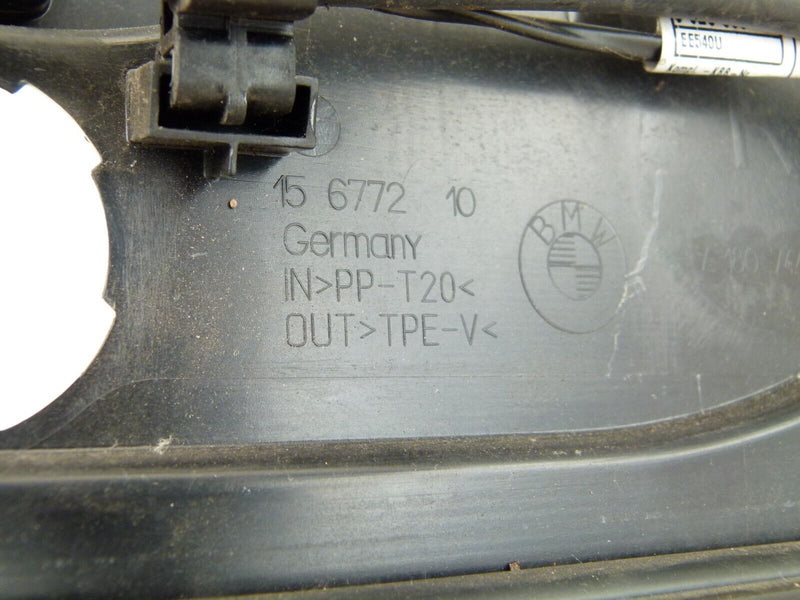 EE540U
15 6772 10
Germany
IN>PP-T20<
OUT>TPE-V<
BMW